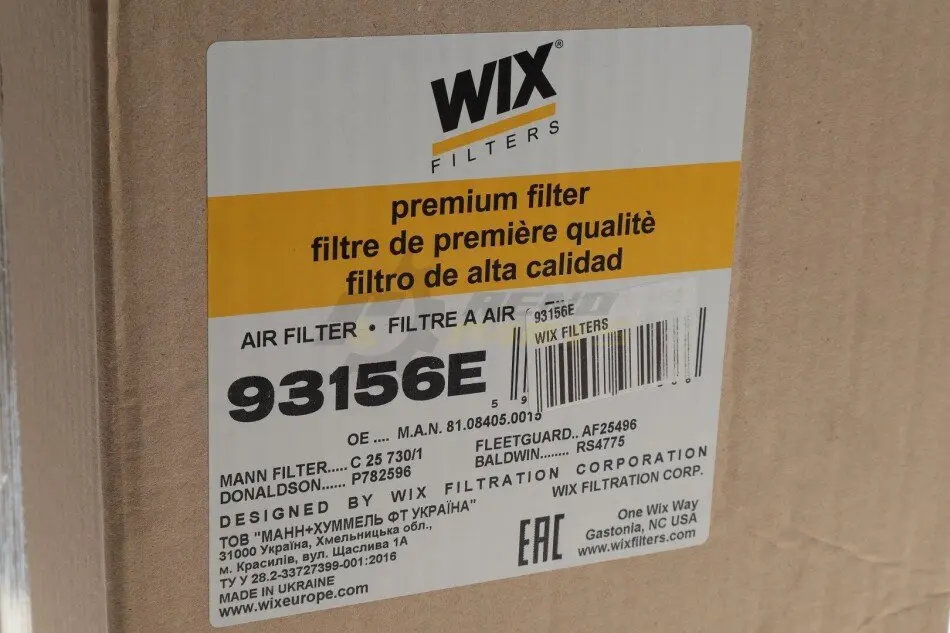 WIX®
FILTERS
premium filter
filtre de première qualitè
filtro de alta calidad
AIR FILTER • FILTRE A AIR
93156E
WIX FILTERS
93156E
5 9
OE .... M.A.N. 81.08405.0015
MANN FILTER..... C 25 730/1
DONALDSON...... P782596
FLEETGUARD.. AF25496
BALDWIN........ RS4775
DESIGNED BY WIX FILTRATION CORPORATION
ТОВ "МАНН+ХУММЕЛЬ ФТ УКРАЇНА"
31000 Україна, Хмельницька обл.,
м. Красилів, вул. Щаслива 1А
ТУ У 28.2-33727399-001:2016
MADE IN UKRAINE
www.wixeurope.com
EAC
WIX FILTRATION CORP.
One Wix Way
Gastonia, NC USA
www.wixfilters.com